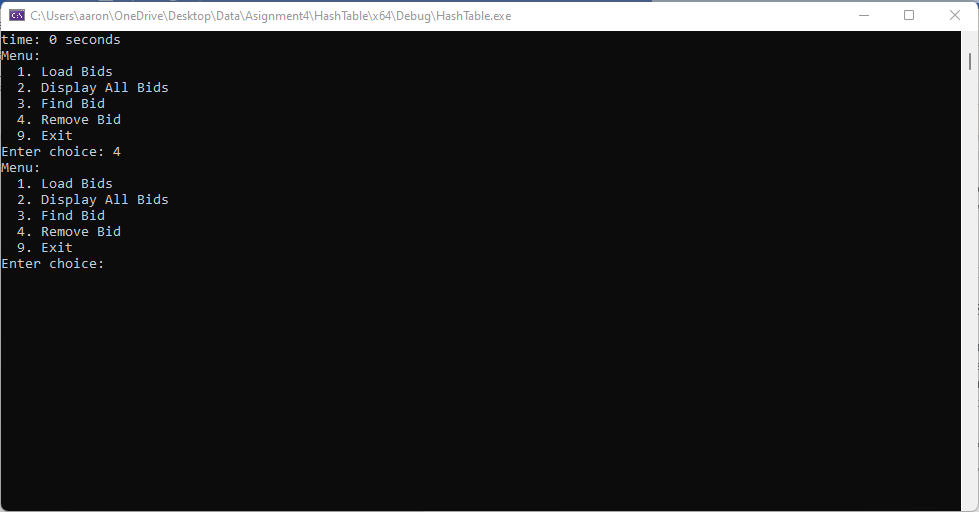 C:\Users\aaron\OneDrive\Desktop\Data\Asignment4\HashTable\x64\Debug\HashTable.exe
time: 0 seconds
Menu:
  1. Load Bids
  2. Display All Bids
  3. Find Bid
  4. Remove Bid
  9. Exit
Enter choice: 4
Menu:
  1. Load Bids
  2. Display All Bids
  3. Find Bid
  4. Remove Bid
  9. Exit
Enter choice: